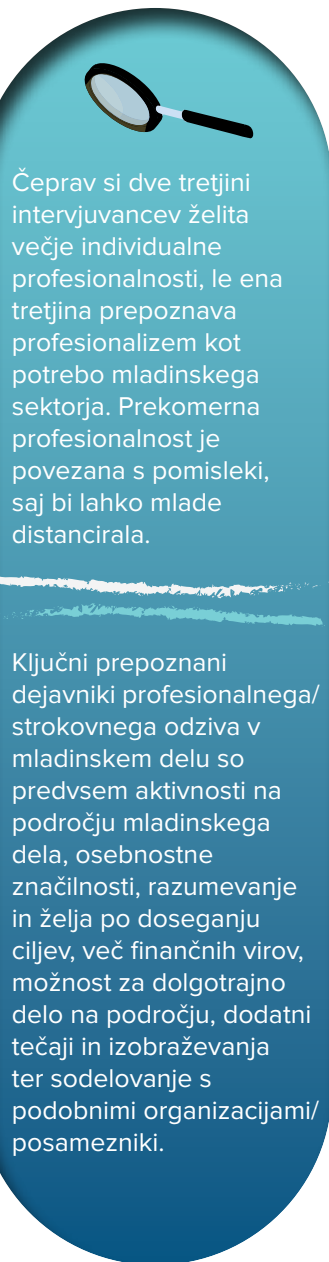 Čeprav si dve tretjini
intervjuvancev želita
večje individualne
profesionalnosti, le ena
tretjina prepoznava
profesionalizem kot
potrebo mladinskega
sektorja. Prekomerna
profesionalnost je
povezana s pomisleki,
saj bi lahko mlade
distancirala.
Ključni prepoznani
dejavniki profesionalnega/
strokovnega odziva v
mladinskem delu so
predvsem aktivnosti na
področju mladinskega
dela, osebnostne
značilnosti, razumevanje
in želja po doseganju
ciljev, več finančnih virov,
možnost za dolgotrajno
delo na področju, dodatni
tečaji in izobraževanja
ter sodelovanje s
podobnimi organizacijami/
posamezniki.